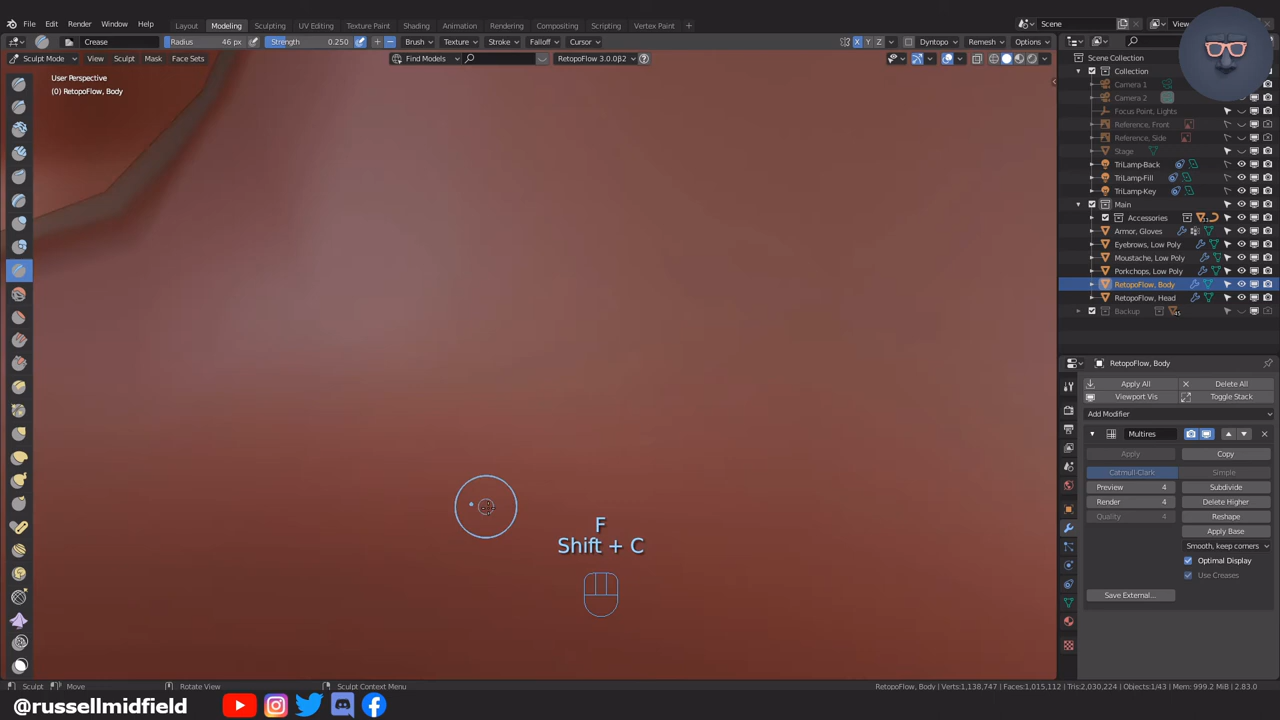 File Edit Render Window Help Layout Modeling Sculpting UV Editing Texture Paint Shading Animation Rendering Compositing Scripting Vertex Paint + Scene
Crease Radius 46 px Strength 0.250 Brush Texture Stroke Falloff Cursor X Y Z Dyntopo Remesh Options
Sculpt Mode View Sculpt Mask Face Sets Find Models RetopoFlow 3.0.0β2
User Perspective
(0) RetopoFlow, Body
Scene Collection
Collection
Camera 1
Camera 2
Focus Point, Lights
Reference, Front
Reference, Side
Stage
TriLamp-Back
TriLamp-Fill
TriLamp-Key
Main
Accessories
Armor, Gloves
Eyebrows, Low Poly
Moustache, Low Poly
Porkchops, Low Poly
RetopoFlow, Body
RetopoFlow, Head
Backup
RetopoFlow, Body
Apply All Delete All
Viewport Vis Toggle Stack
Add Modifier
Multires
Apply Copy
Catmull-Clark Simple
Preview 4 Subdivide
Render 4 Delete Higher
Quality 4 Reshape
Apply Base
Smooth, keep corners
Optimal Display
Use Creases
Save External...
F
Shift + C
Sculpt Move Rotate View Sculpt Context Menu
RetopoFlow, Body | Verts:1,138,747 | Faces:1,015,112 | Tris:2,030,224 | Objects:1/43 | Mem: 999.2 MiB | 2.83.0
@russellmidfield